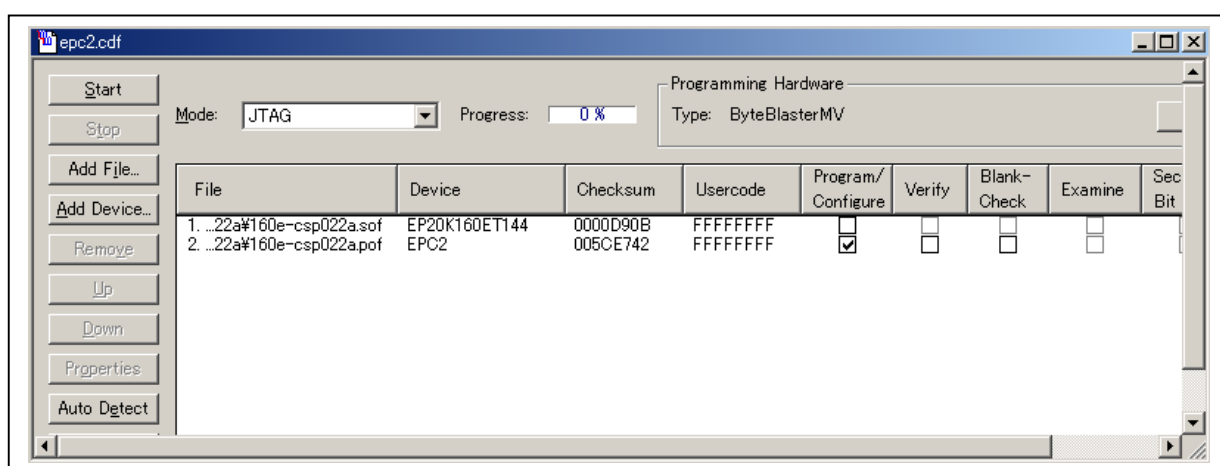 epc2.cdf
Start
Stop
Add File...
Add Device...
Remove
Up
Down
Properties
Auto Detect
Mode: JTAG Progress: 0 %
Programming Hardware
Type: ByteBlasterMV
File Device Checksum Usercode Program/ Configure Verify Blank- Check Examine Sec Bit
1. ...22a¥160e-csp022a.sof EP20K160ET144 0000D90B FFFFFFFF
2. ...22a¥160e-csp022a.pof EPC2 005CE742 FFFFFFFF